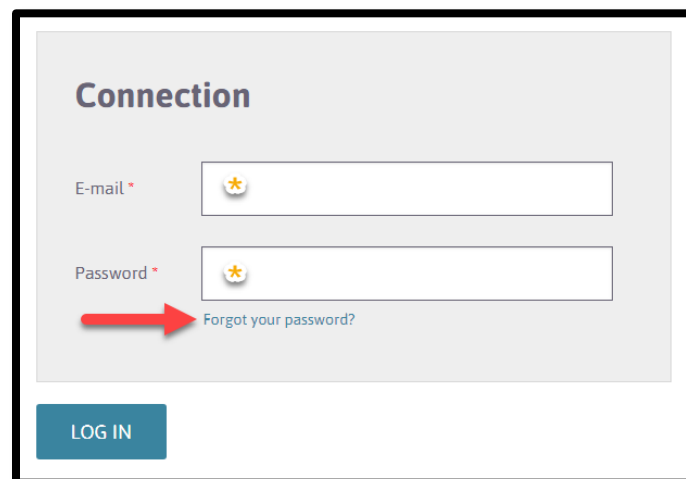 Connection
E-mail *
*
Password *
*
Forgot your password?
LOG IN